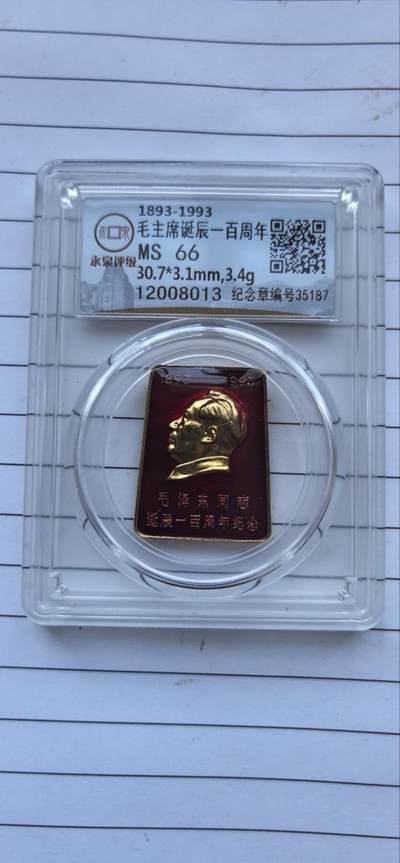 1893-1993
毛主席诞辰一百周年
MS 66
永泉评级
30.7*3.1mm,3.4g
12008013 纪念章编号35187
1893 1993
毛泽东同志
诞辰一百周年纪念